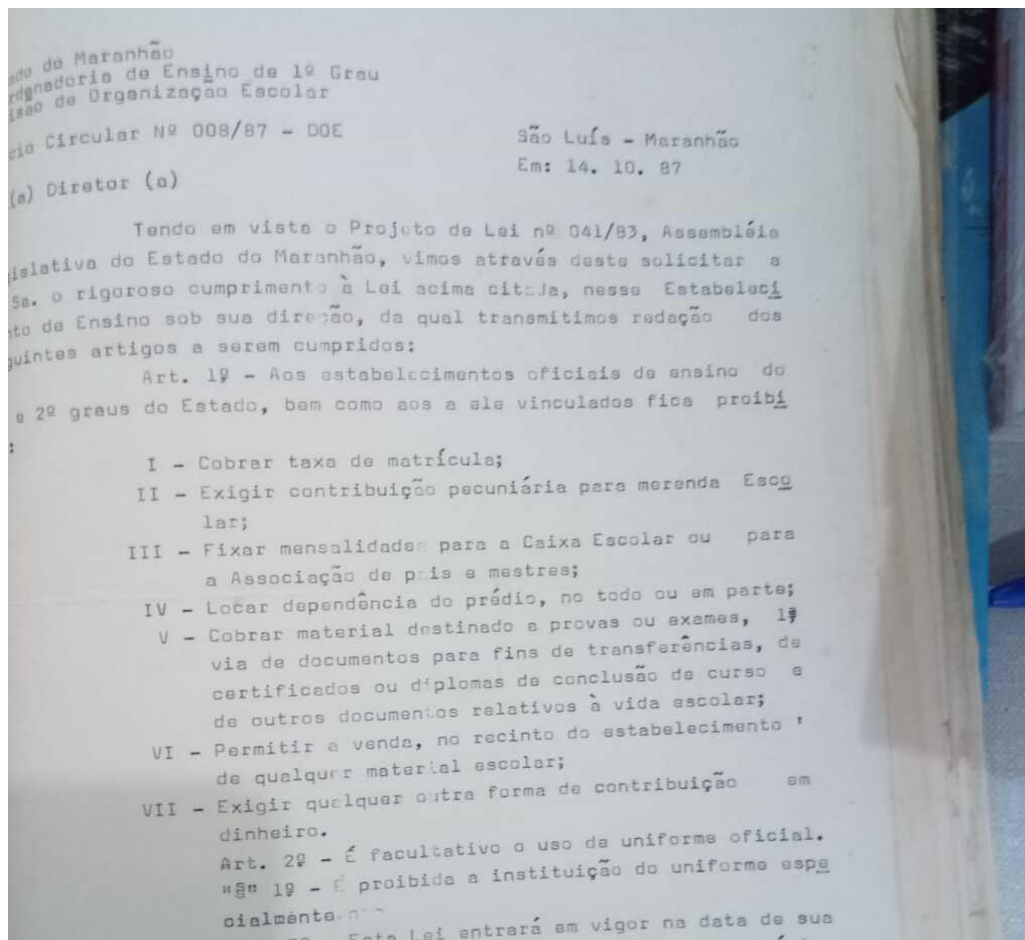 do Maranhão
de Ensino de 1º Grau
de Organização Escolar
Circular Nº 008/87 - DOE
São Luís - Maranhão
Em: 14. 10. 87
(a) Diretor (a)
Tendo em vista o Projeto de Lei nº 041/83, Assembléia
islativa do Estado do Maranhão, vimos através deste solicitar a
Sa. o rigoroso cumprimento à Lei acima citada, nesse Estabeleci
to de Ensino sob sua direção, da qual transmitimos redação dos
guintes artigos a serem cumpridos:
Art. 1º - Aos estabelecimentos oficiais de ensino do
e 2º graus do Estado, bem como aos a ele vinculados fica proibi
:
I - Cobrar taxa de matrícula;
II - Exigir contribuição pecuniária para merenda Esco
lar;
III - Fixar mensalidades para a Caixa Escolar ou para
a Associação de pais e mestres;
IV - Locar dependência do prédio, no todo ou em parte;
V - Cobrar material destinado a provas ou exames, 1ª
via de documentos para fins de transferências, de
certificados ou diplomas de conclusão de curso e
de outros documentos relativos à vida escolar;
VI - Permitir a venda, no recinto do estabelecimento '
de qualquer material escolar;
VII - Exigir qualquer outra forma de contribuição em
dinheiro.
Art. 2º - É facultativo o uso de uniforme oficial.
"§" 1º - É proibida a instituição do uniforme espe
cialmente
Esta Lei entrará em vigor na data de sua